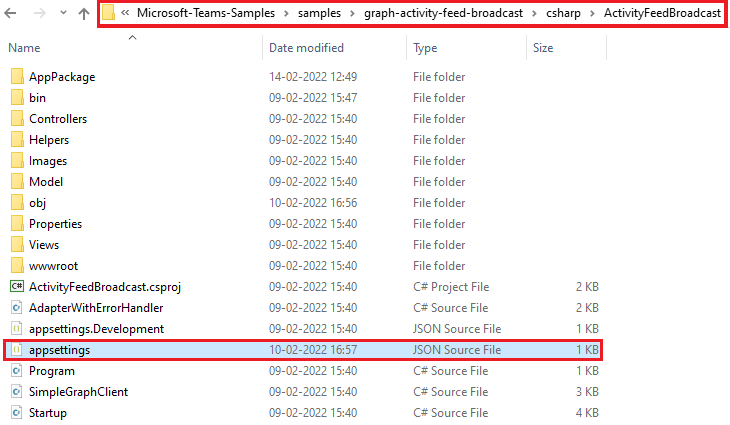 « Microsoft-Teams-Samples › samples › graph-activity-feed-broadcast › csharp › ActivityFeedBroadcast
Name Date modified Type Size
AppPackage 14-02-2022 12:49 File folder
bin 09-02-2022 15:47 File folder
Controllers 09-02-2022 15:40 File folder
Helpers 09-02-2022 15:40 File folder
Images 09-02-2022 15:40 File folder
Model 09-02-2022 15:40 File folder
obj 10-02-2022 16:56 File folder
Properties 09-02-2022 15:40 File folder
Views 09-02-2022 15:40 File folder
wwwroot 09-02-2022 15:40 File folder
C# ActivityFeedBroadcast.csproj 09-02-2022 15:40 C# Project File 2 KB
AdapterWithErrorHandler 09-02-2022 15:40 C# Source File 2 KB
appsettings.Development 09-02-2022 15:40 JSON Source File 1 KB
appsettings 10-02-2022 16:57 JSON Source File 1 KB
Program 09-02-2022 15:40 C# Source File 1 KB
SimpleGraphClient 09-02-2022 15:40 C# Source File 3 KB
Startup 09-02-2022 15:40 C# Source File 4 KB